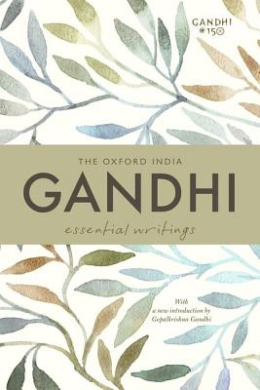 GANDHI
150
THE OXFORD INDIA
GANDHI
essential writings
With
a new introduction by
Gopalkrishna Gandhi